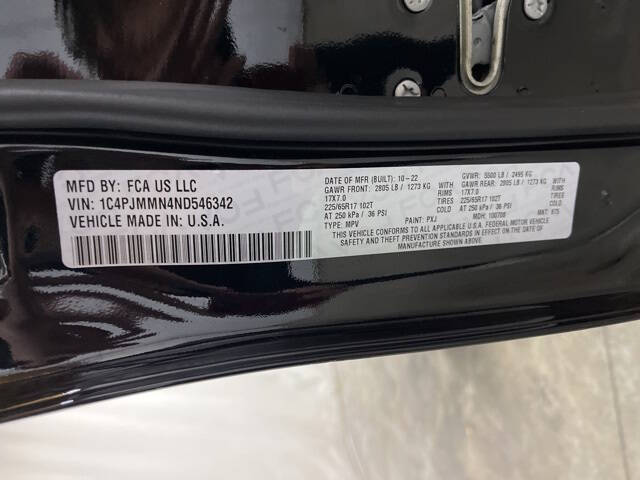 MFD BY: FCA US LLC
VIN: 1C4PJMMN4ND546342
VEHICLE MADE IN: U.S.A.
DATE OF MFR (BUILT): 10-22
GAWR FRONT: 2805 LB / 1273 KG WITH
17X7.0 RIMS
225/65R17 102T TIRES
AT 250 kPa / 36 PSI
TYPE: MPV PAINT: PXJ
GVWR: 5500 LB / 2495 KG
GAWR REAR: 2805 LB / 1273 KG WITH
17X7.0 RIMS
225/65R17 102T TIRES
AT 250 kPa / 36 PSI
MDH: 100708 MKT: 675
THIS VEHICLE CONFORMS TO ALL APPLICABLE U.S.A. FEDERAL MOTOR VEHICLE
SAFETY AND THEFT PREVENTION STANDARDS IN EFFECT ON THE DATE OF
MANUFACTURE SHOWN ABOVE.